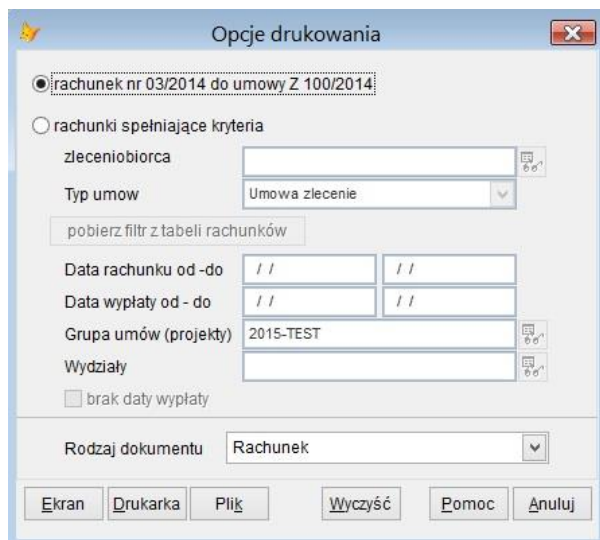 Opcje drukowania
rachunek nr 03/2014 do umowy Z 100/2014
rachunki spełniające kryteria
zleceniobiorca
Typ umow Umowa zlecenie
pobierz filtr z tabeli rachunków
Data rachunku od -do / / / /
Data wypłaty od - do / / / /
Grupa umów (projekty) 2015-TEST
Wydziały
brak daty wypłaty
Rodzaj dokumentu Rachunek
Ekran Drukarka Plik Wyczyść Pomoc Anuluj